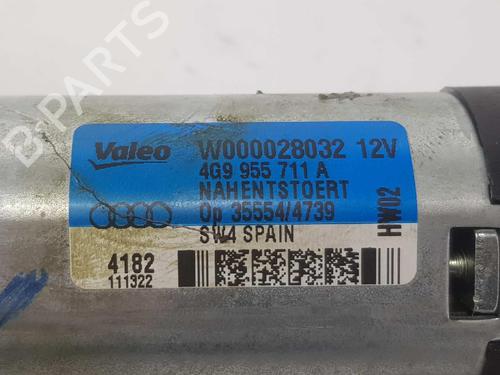 Valeo W000028032 12V
4G9 955 711 A
NAHENTSTOERT
Op 35554/4739
SW4 SPAIN
HW02
4182
111322
B-PARTS